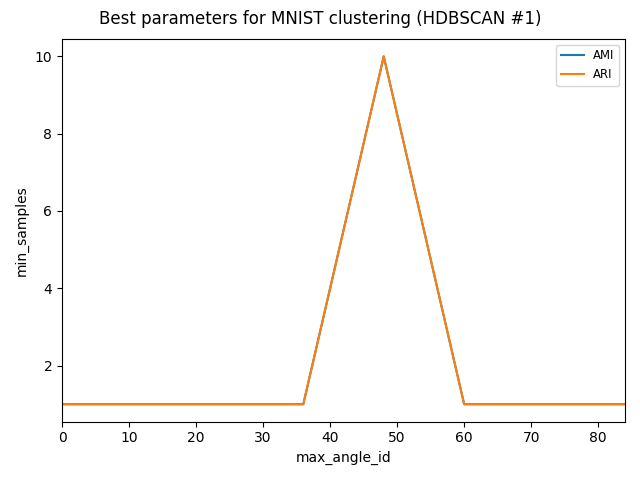 Best parameters for MNIST clustering (HDBSCAN #1)
AMI
ARI
min_samples
10
8
6
4
2
0 10 20 30 40 50 60 70 80
max_angle_id